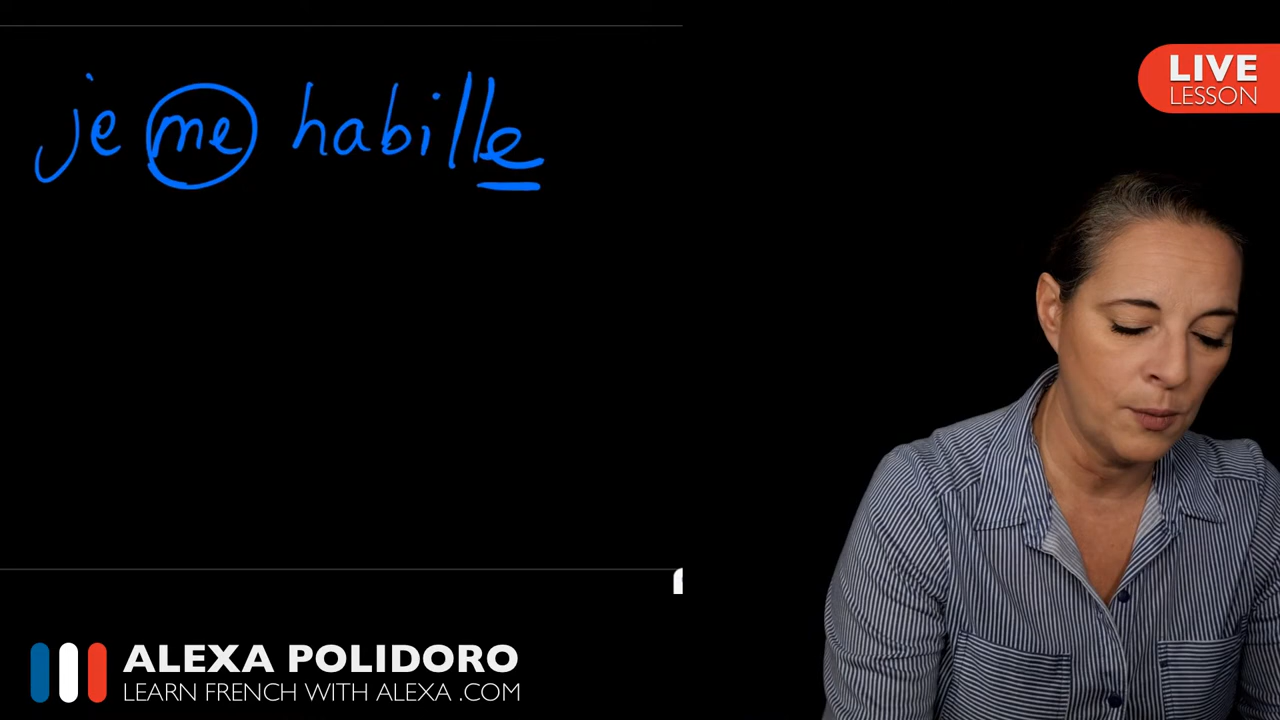 je me habille
LIVE
LESSON
ALEXA POLIDORO
LEARN FRENCH WITH ALEXA .COM